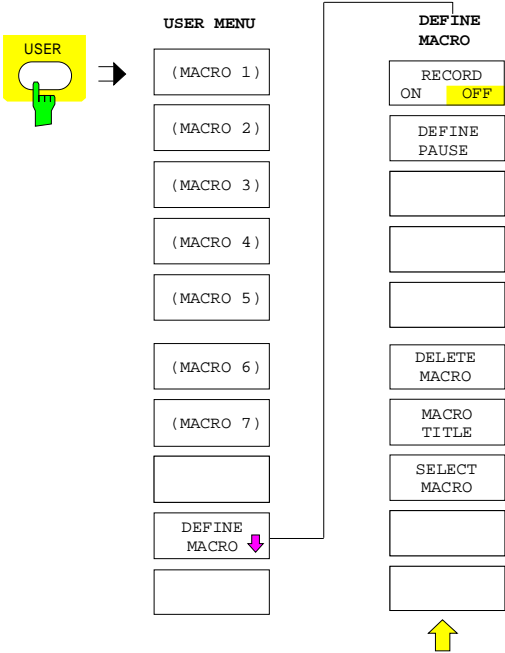 USER
USER MENU
(MACRO 1)
(MACRO 2)
(MACRO 3)
(MACRO 4)
(MACRO 5)
(MACRO 6)
(MACRO 7)
DEFINE
MACRO
DEFINE
MACRO
RECORD
ON OFF
DEFINE
PAUSE
DELETE
MACRO
MACRO
TITLE
SELECT
MACRO